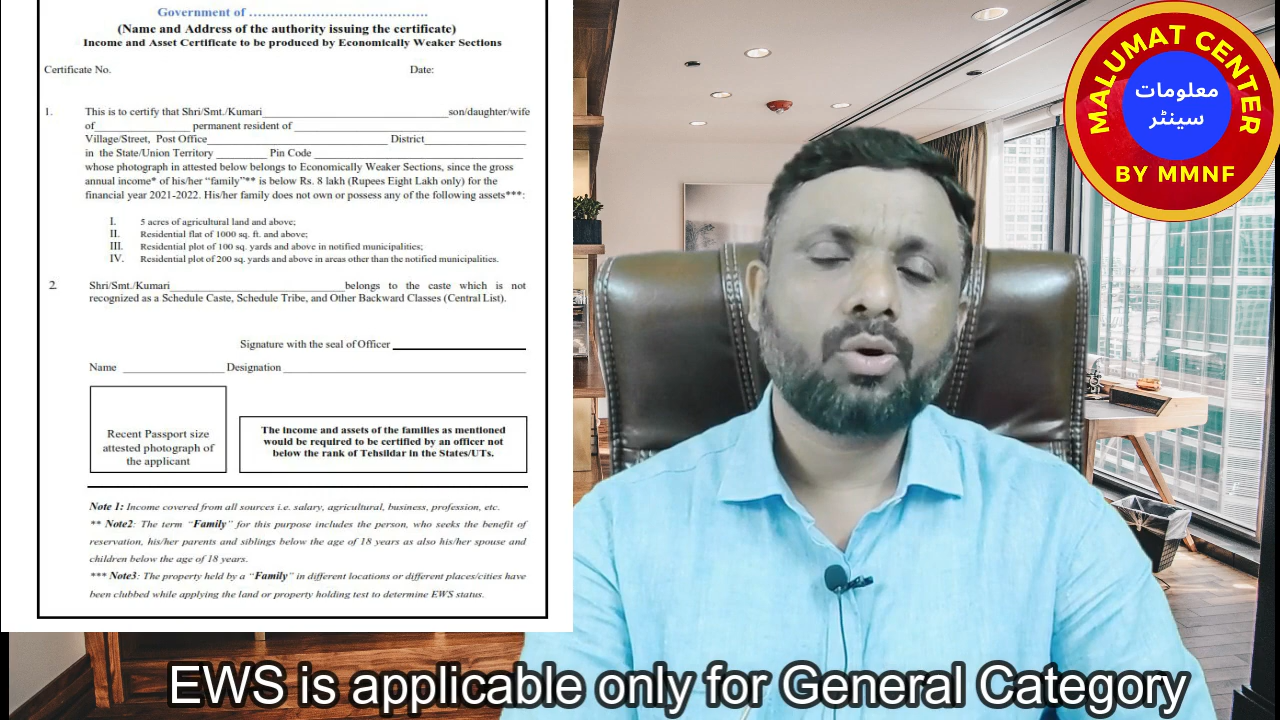 Government of ........................................
(Name and Address of the authority issuing the certificate)
Income and Asset Certificate to be produced by Economically Weaker Sections
Certificate No. Date:
1. This is to certify that Shri/Smt./Kumari__________________________________son/daughter/wife
of_________________ permanent resident of __________________________________________
Village/Street, Post Office_________________________________ District__________________
in the State/Union Territory _________ Pin Code _____________________________________
whose photograph in attested below belongs to Economically Weaker Sections, since the gross
annual income* of his/her “family”** is below Rs. 8 lakh (Rupees Eight Lakh only) for the
financial year 2021-2022. His/her family does not own or possess any of the following assets***:
I. 5 acres of agricultural land and above;
II. Residential flat of 1000 sq. ft. and above;
III. Residential plot of 100 sq. yards and above in notified municipalities;
IV. Residential plot of 200 sq. yards and above in areas other than the notified municipalities.
2. Shri/Smt./Kumari________________________________belongs to the caste which is not
recognized as a Schedule Caste, Schedule Tribe, and Other Backward Classes (Central List).
Signature with the seal of Officer ________________________
Name ___________________ Designation ____________________________________________
Recent Passport size
attested photograph of
the applicant
The income and assets of the families as mentioned
would be required to be certified by an officer not
below the rank of Tehsildar in the States/UTs.
Note 1: Income covered from all sources i.e. salary, agricultural, business, profession, etc.
** Note2: The term “Family” for this purpose includes the person, who seeks the benefit of
reservation, his/her parents and siblings below the age of 18 years as also his/her spouse and
children below the age of 18 years.
*** Note3: The property held by a “Family” in different locations or different places/cities have
been clubbed while applying the land or property holding test to determine EWS status.
MALUMAT CENTER
معلومات
سینٹر
BY MMNF
EWS is applicable only for General Category